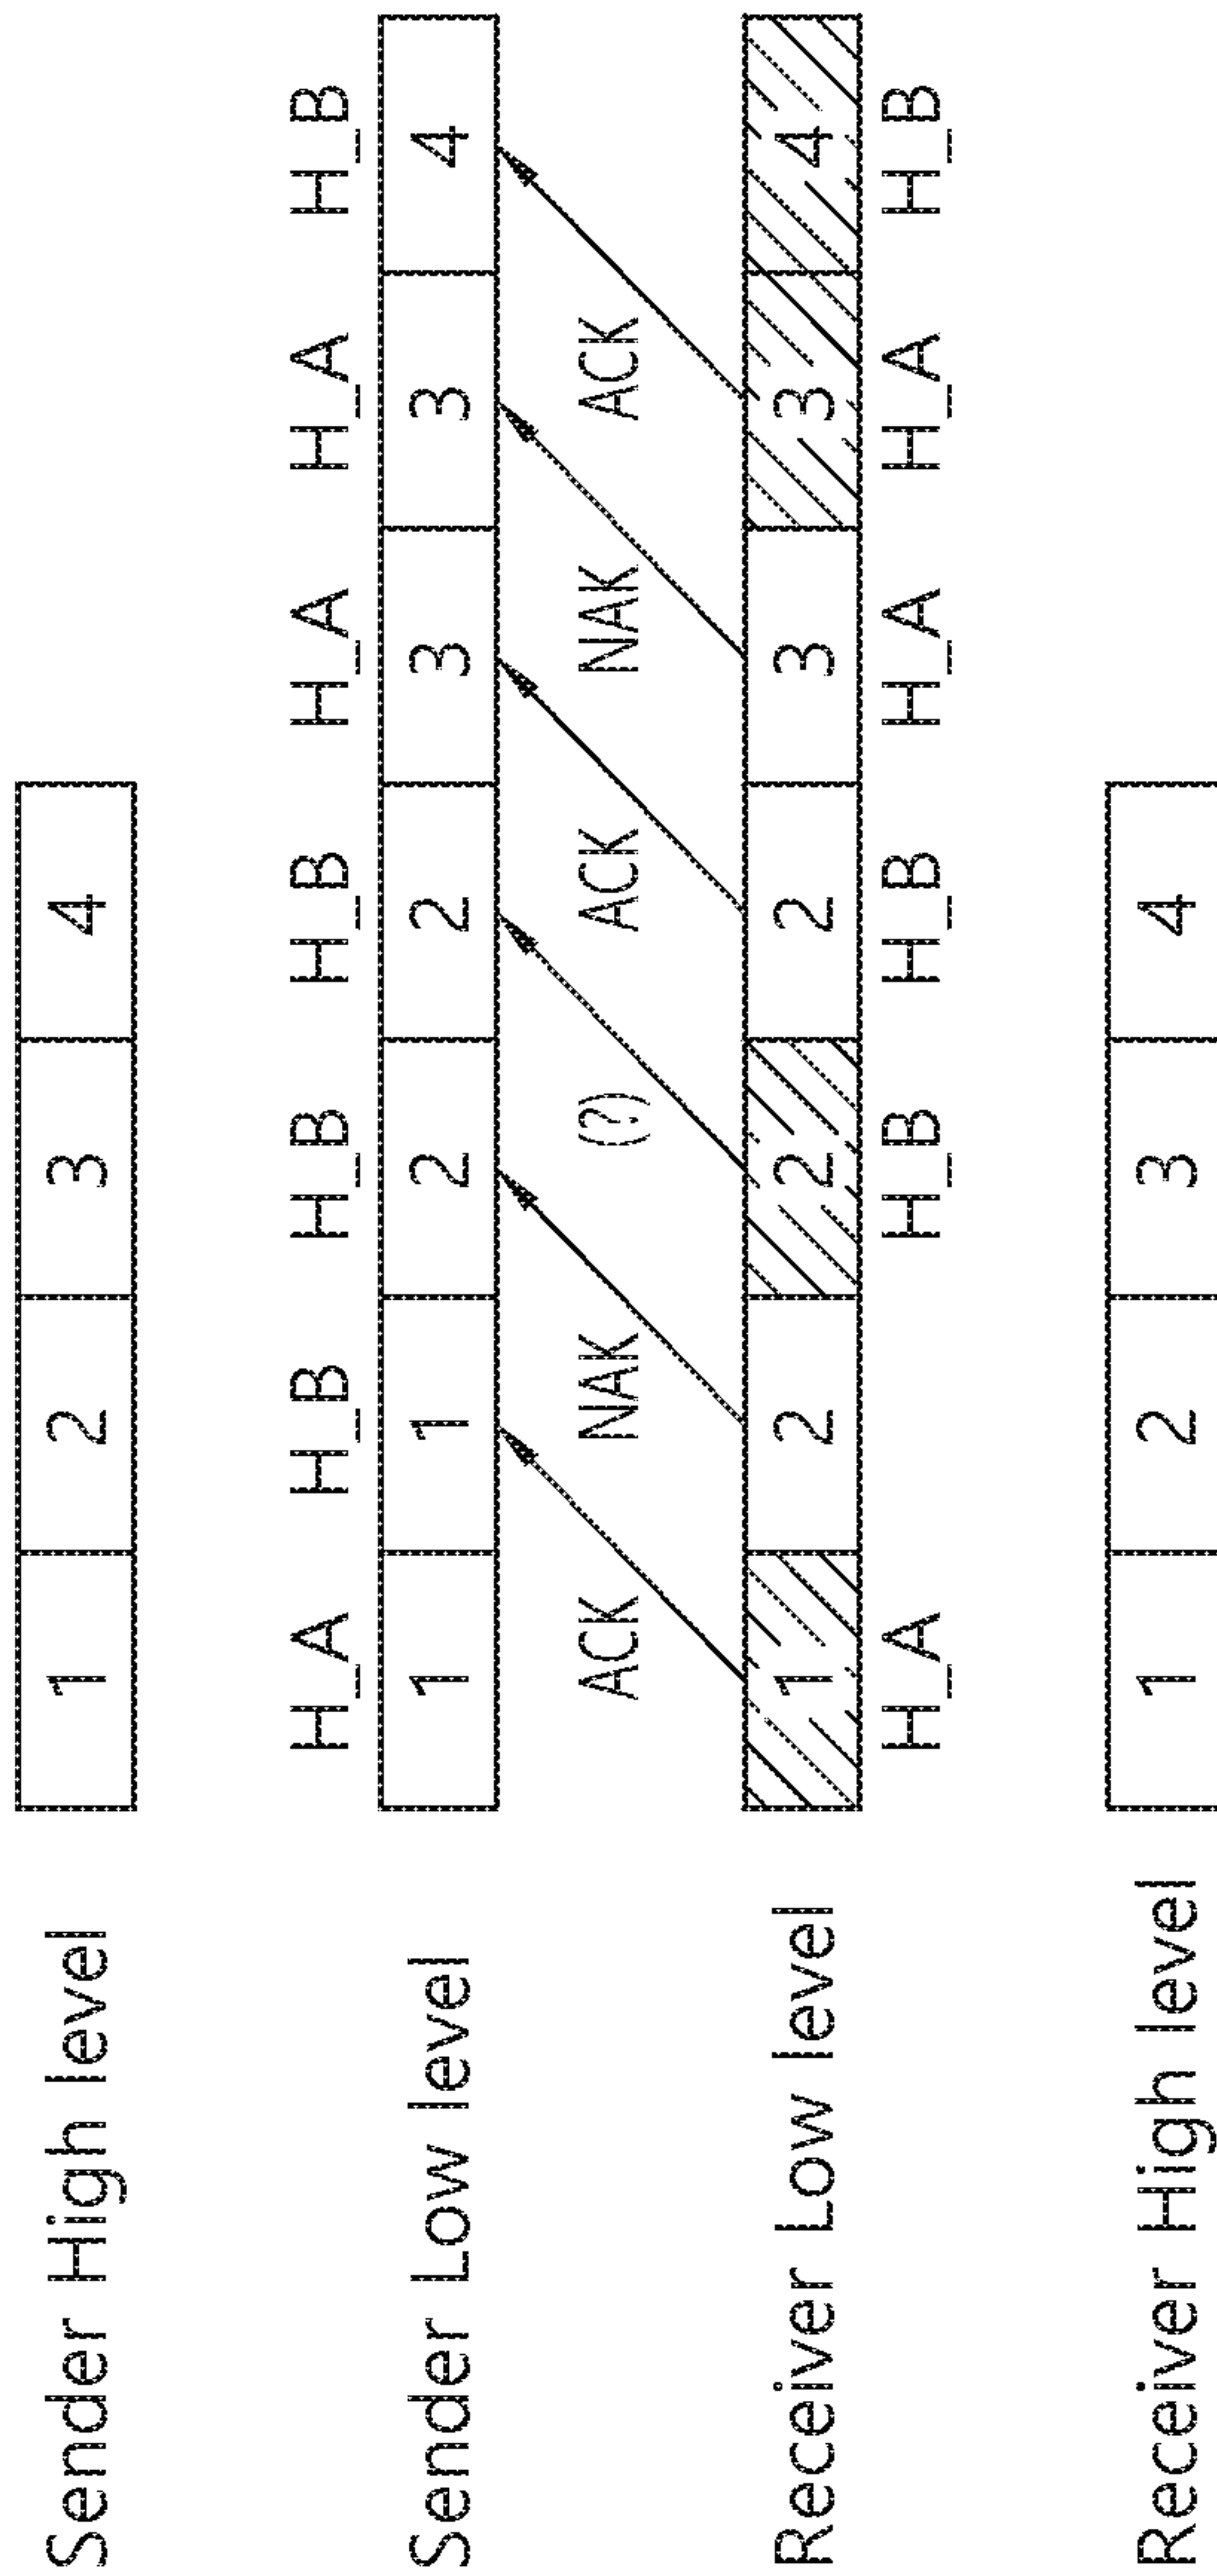 Sender High level 1 2 3 4
H_A H_B H_B H_B H_A H_A H_B
Sender Low level 1 1 2 2 3 3 4
ACK NAK (?) ACK NAK ACK
Receiver Low level 1 2 2 2 3 3 4
H_A H_B H_B H_A H_A H_B
Receiver High level 1 2 3 4